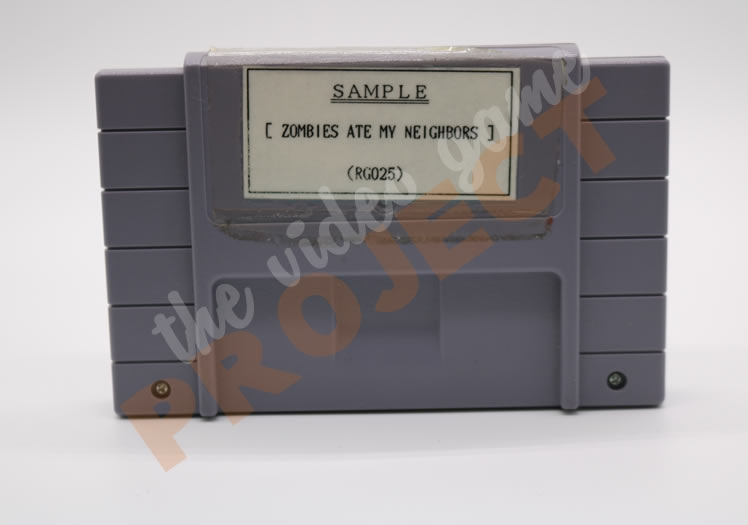 SAMPLE
[ ZOMBIES ATE MY NEIGHBORS ]
(RG025)
the video game
PROJECT